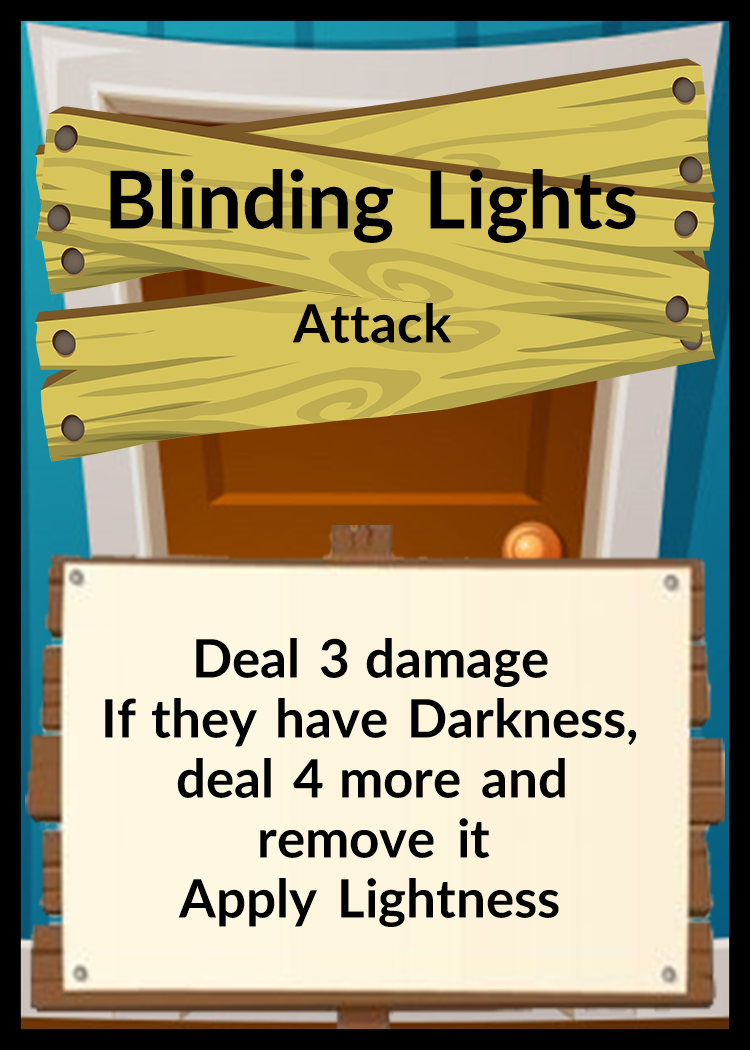 Blinding Lights
Attack
Deal 3 damage
If they have Darkness,
deal 4 more and
remove it
Apply Lightness